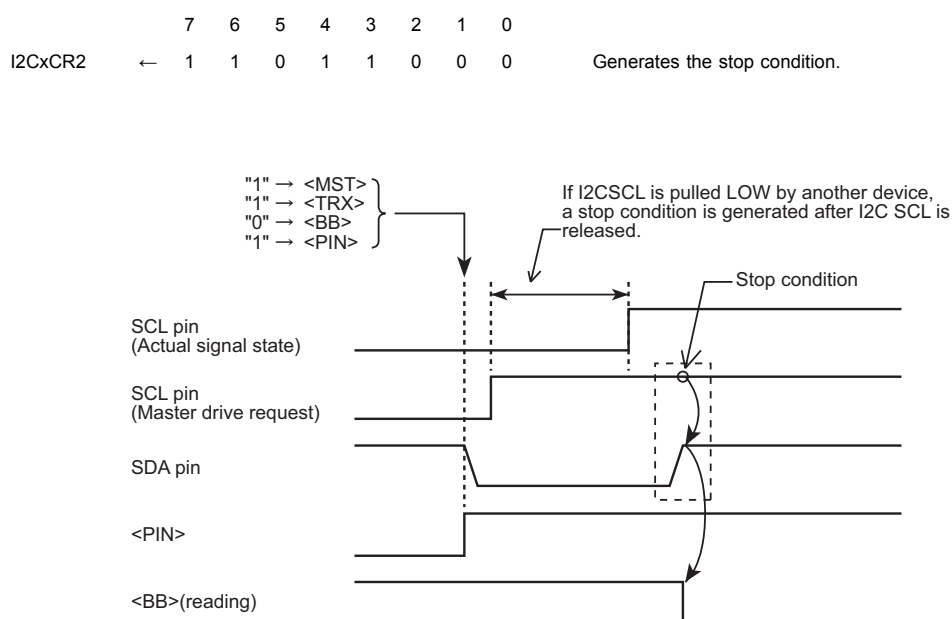 7 6 5 4 3 2 1 0
I2CxCR2 ← 1 1 0 1 1 0 0 0 Generates the stop condition.
"1" → <MST>
"1" → <TRX>
"0" → <BB>
"1" → <PIN>
If I2CSCL is pulled LOW by another device,
a stop condition is generated after I2C SCL is
released.
Stop condition
SCL pin
(Actual signal state)
SCL pin
(Master drive request)
SDA pin
<PIN>
<BB>(reading)